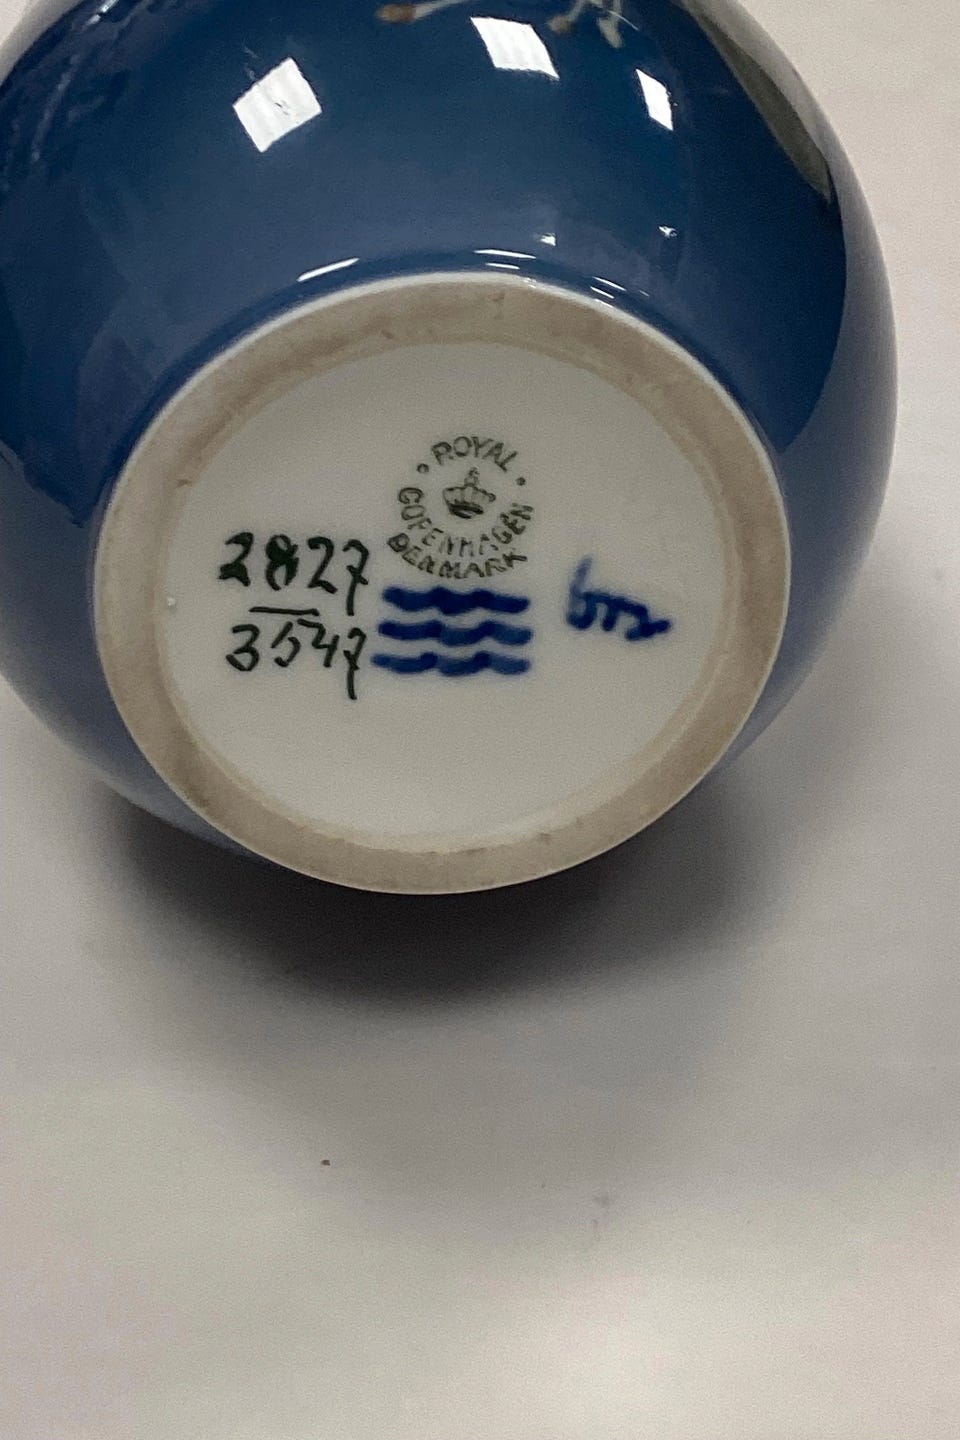 ROYAL
COPENHAGEN
DENMARK
2827
3547